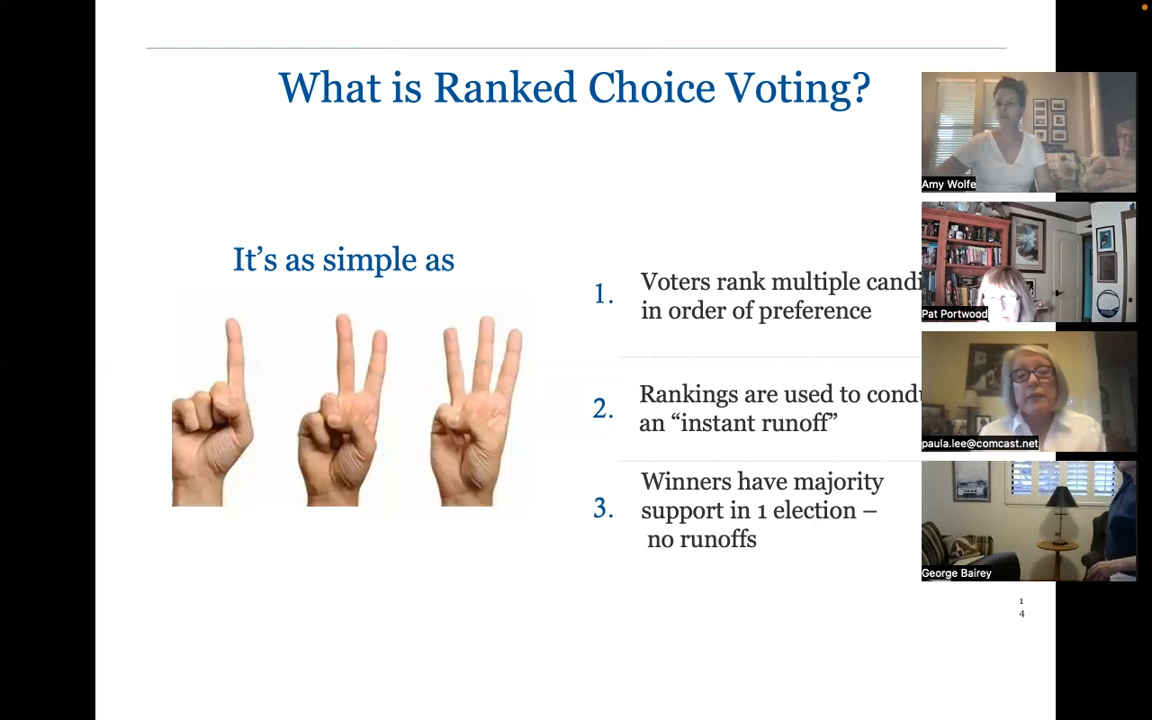 What is Ranked Choice Voting?
It's as simple as
1.
Voters rank multiple candi
in order of preference
2.
Rankings are used to cond
an “instant runoff”
3.
Winners have majority
support in 1 election –
no runoffs
1
4
Amy Wolfe
Pat Portwood
paula.lee@comcast.net
George Bairey